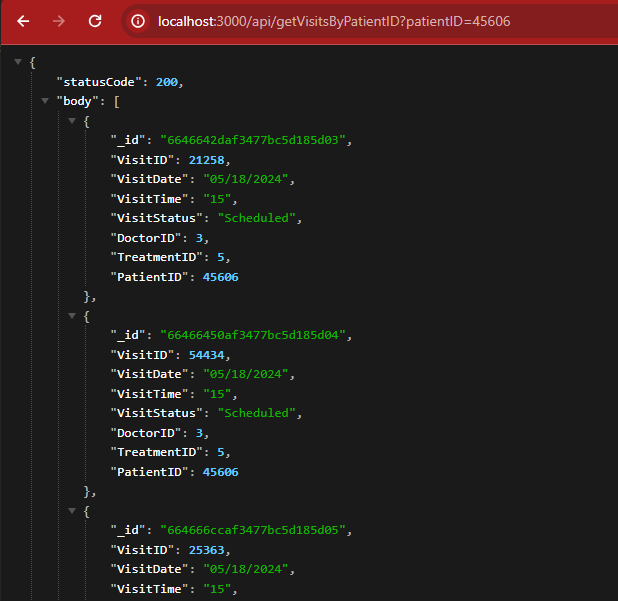 localhost:3000/api/getVisitsByPatientID?patientID=45606
{
"statusCode": 200,
"body": [
{
"_id": "6646642daf3477bc5d185d03",
"VisitID": 21258,
"VisitDate": "05/18/2024",
"VisitTime": "15",
"VisitStatus": "Scheduled",
"DoctorID": 3,
"TreatmentID": 5,
"PatientID": 45606
},
{
"_id": "66466450af3477bc5d185d04",
"VisitID": 54434,
"VisitDate": "05/18/2024",
"VisitTime": "15",
"VisitStatus": "Scheduled",
"DoctorID": 3,
"TreatmentID": 5,
"PatientID": 45606
},
{
"_id": "664666ccaf3477bc5d185d05",
"VisitID": 25363,
"VisitDate": "05/18/2024",
"VisitTime": "15",